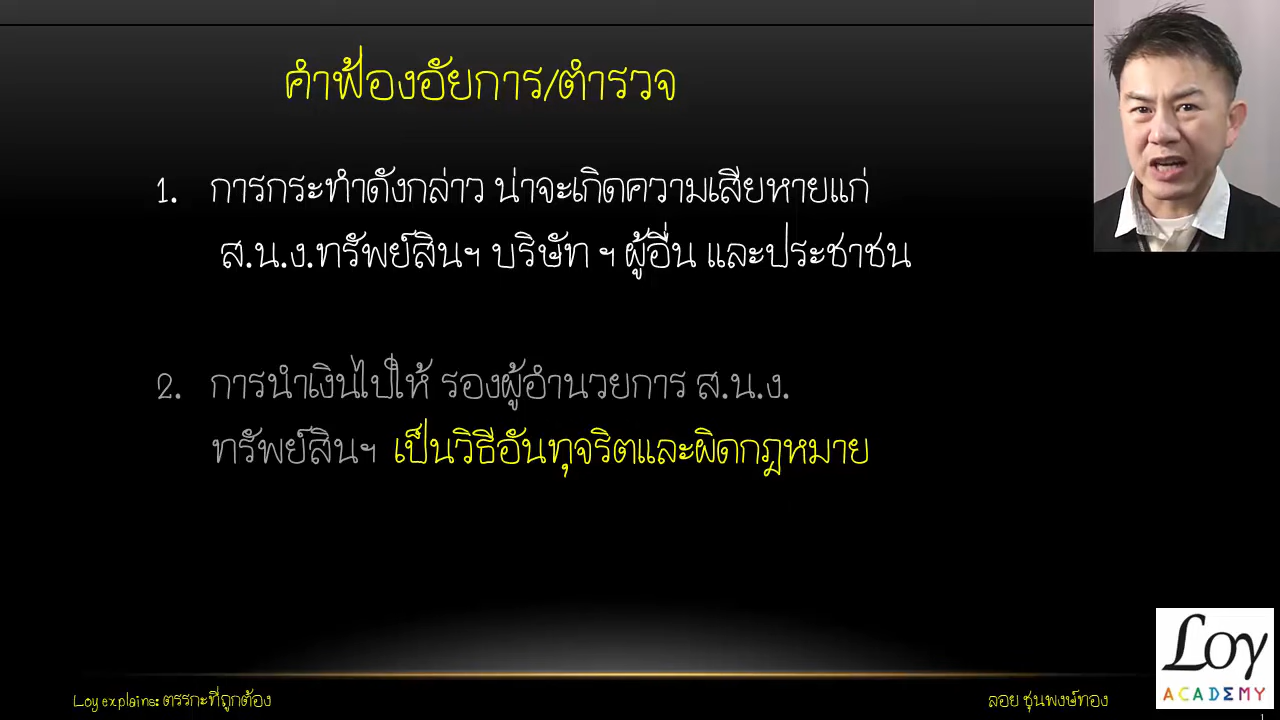 คำฟ้องอัยการ/ตำรวจ
1. การกระทำดังกล่าว น่าจะเกิดความเสียหายแก่
ส.น.ง.ทรัพย์สินฯ บริษัท ฯ ผู้อื่น และประชาชน
2. การนำเงินไปให้ รองผู้อำนวยการ ส.น.ง.
ทรัพย์สินฯ เป็นวิธีอันทุจริตและผิดกฎหมาย
Loy
ACADEMY
Loy explains: ตรรกะที่ถูกต้อง
ลอย ชุนพงษ์ทอง
1